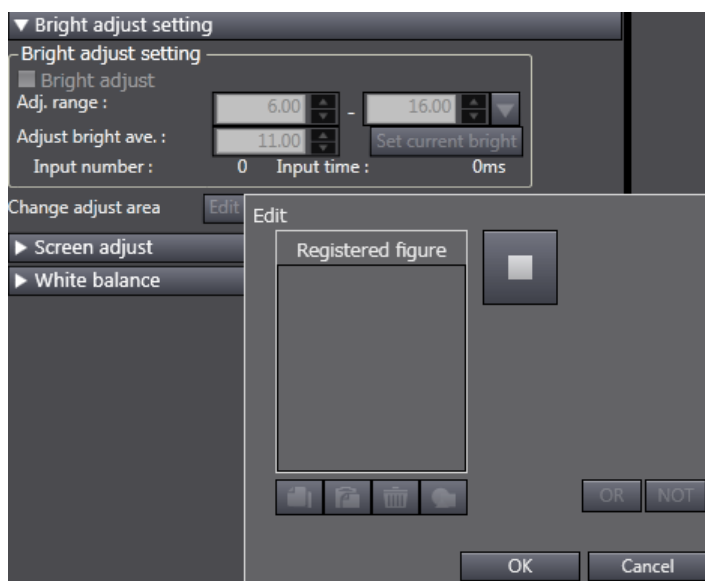 Bright adjust setting
Bright adjust setting
Bright adjust
Adj. range : 6.00 - 16.00
Adjust bright ave. : 11.00 Set current bright
Input number : 0 Input time : 0ms
Change adjust area Edit
Edit
Registered figure
Screen adjust
White balance
OR NOT
OK Cancel